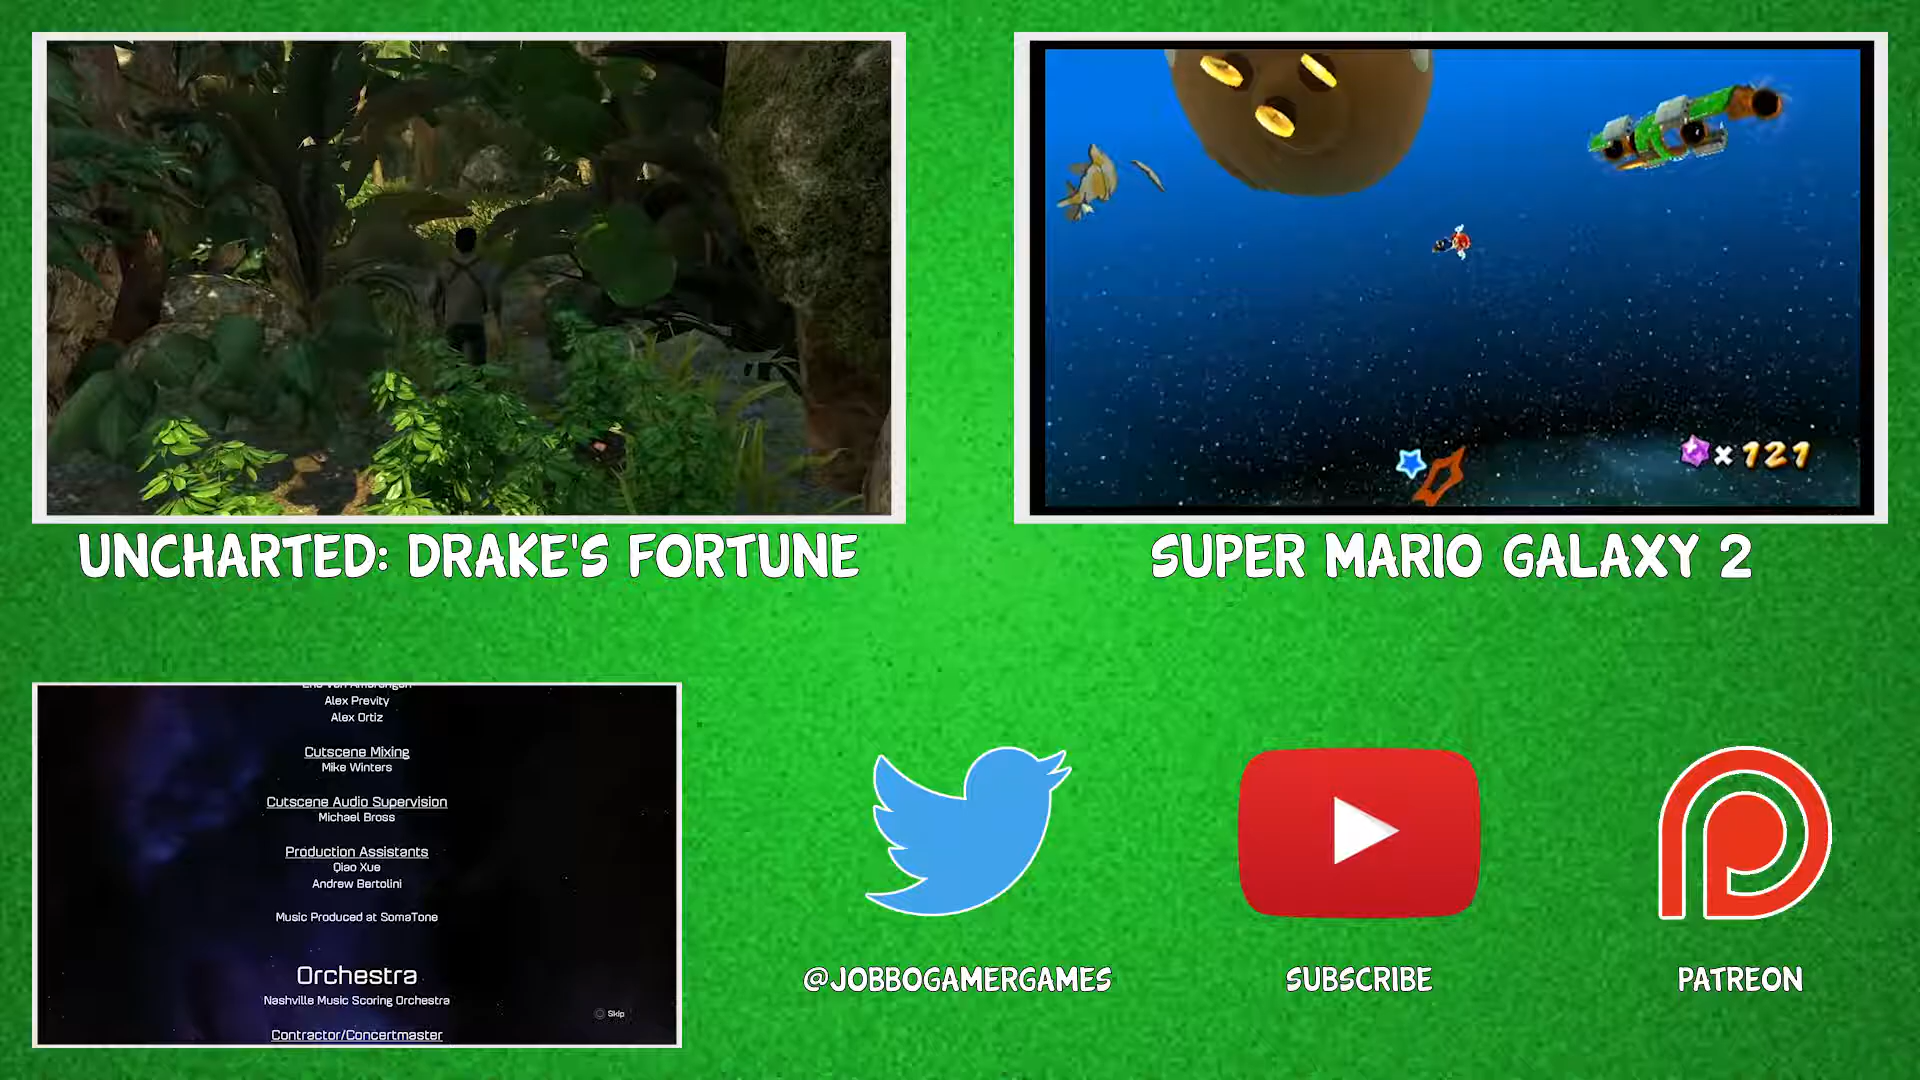 x 121
UNCHARTED: DRAKE'S FORTUNE
SUPER MARIO GALAXY 2
Alex Previty
Alex Ortiz
Cutscene Mixing
Mike Winters
Cutscene Audio Supervision
Michael Bross
Production Assistants
Qiao Xue
Andrew Bertolini
Music Produced at SomaTone
Orchestra
Nashville Music Scoring Orchestra
Skip
Contractor/Concertmaster
@JOBBOGAMERGAMES
SUBSCRIBE
PATREON